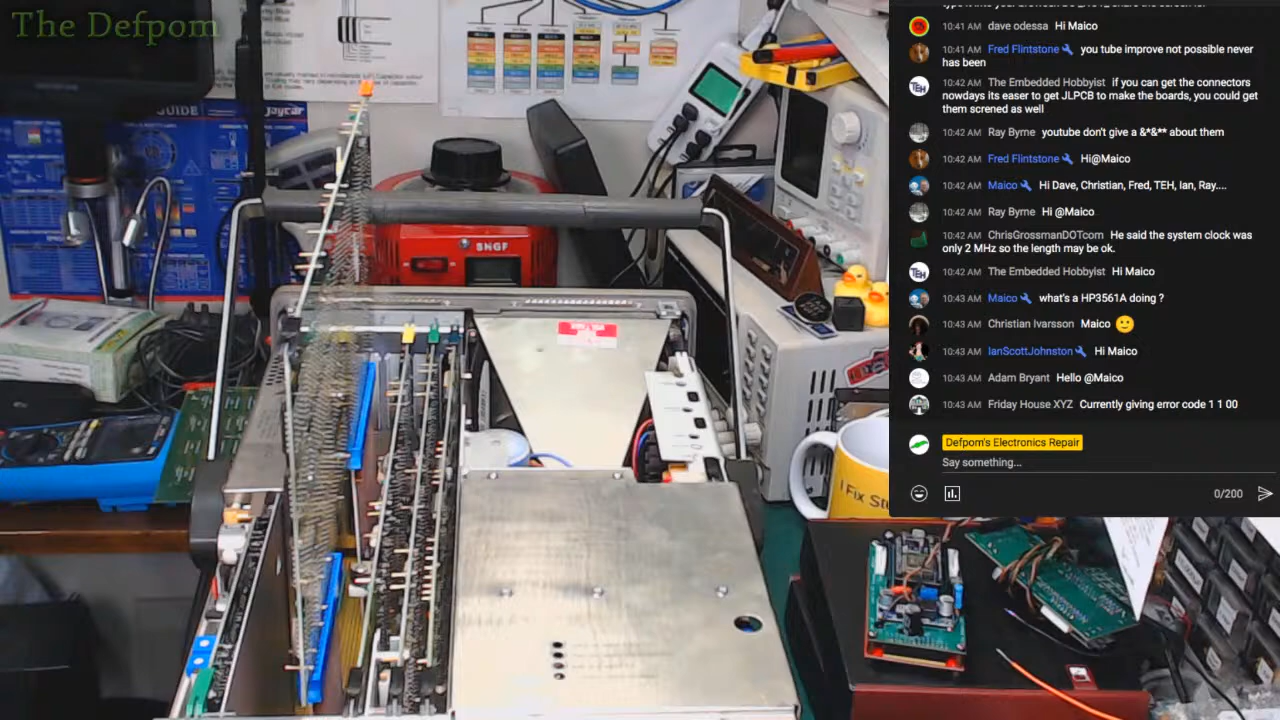 The Defpom
GUIDE
Jaycar
SNGF
I Fix
10:41 AM dave odessa Hi Maico
10:41 AM Fred Flintstone you tube improve not possible never
has been
10:42 AM The Embedded Hobbyist if you can get the connectors
nowdays its easer to get JLPCB to make the boards, you could get
them screned as well
10:42 AM Ray Byrne youtube don't give a &*&** about them
10:42 AM Fred Flintstone Hi@Maico
10:42 AM Maico Hi Dave, Christian, Fred, TEH, Ian, Ray....
10:42 AM Ray Byrne Hi @Maico
10:42 AM ChrisGrossmanDOTcom He said the system clock was
only 2 MHz so the length may be ok.
10:42 AM The Embedded Hobbyist Hi Maico
10:43 AM Maico what's a HP3561A doing ?
10:43 AM Christian Ivarsson Maico
10:43 AM IanScottJohnston Hi Maico
10:43 AM Adam Bryant Hello @Maico
10:43 AM Friday House XYZ Currently giving error code 1 1 00
Defpom's Electronics Repair
Say something...
0/200